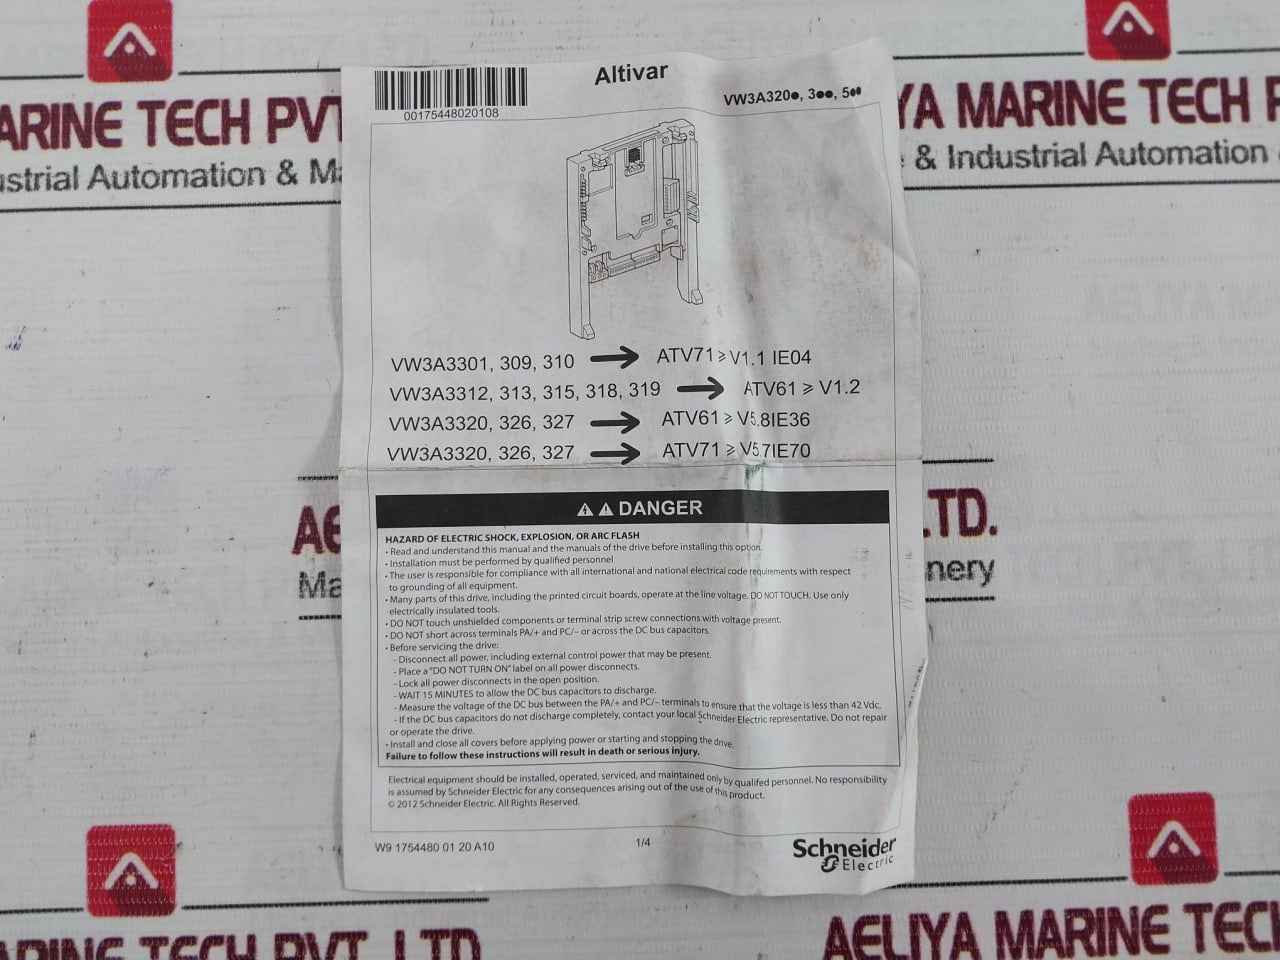 ARINE TECH PVT
ustrial Automation & Ma
YA MARINE TECH P
& Industrial Automation
Altivar
VW3A320●, 3●●, 5●●
00175448020108
VW3A3301, 309, 310 → ATV71 ⩾ V1.1 IE04
VW3A3312, 313, 315, 318, 319 → ATV61 ⩾ V1.2
VW3A3320, 326, 327 → ATV61 ⩾ V5.8IE36
VW3A3320, 326, 327 → ATV71 ⩾ V5.7IE70
DANGER
HAZARD OF ELECTRIC SHOCK, EXPLOSION, OR ARC FLASH
• Read and understand this manual and the manuals of the drive before installing this option.
• Installation must be performed by qualified personnel
• The user is responsible for compliance with all international and national electrical code requirements with respect
to grounding of all equipment.
• Many parts of this drive, including the printed circuit boards, operate at the line voltage. DO NOT TOUCH. Use only
electrically insulated tools.
• DO NOT touch unshielded components or terminal strip screw connections with voltage present.
• DO NOT short across terminals PA/+ and PC/– or across the DC bus capacitors.
• Before servicing the drive:
- Disconnect all power, including external control power that may be present.
- Place a "DO NOT TURN ON" label on all power disconnects.
- Lock all power disconnects in the open position.
- WAIT 15 MINUTES to allow the DC bus capacitors to discharge.
- Measure the voltage of the DC bus between the PA/+ and PC/– terminals to ensure that the voltage is less than 42 Vdc.
- If the DC bus capacitors do not discharge completely, contact your local Schneider Electric representative. Do not repair
or operate the drive.
• Install and close all covers before applying power or starting and stopping the drive.
Failure to follow these instructions will result in death or serious injury.
Electrical equipment should be installed, operated, serviced, and maintained only by qualifed personnel. No responsibility
is assumed by Schneider Electric for any consequences arising out of the use of this product.
© 2012 Schneider Electric. All Rights Reserved.
W9 1754480 01 20 A10
1/4
Schneider
Electric
AE
Ma
LTD.
nery
ARINE TECH PVT. LTD
AELIYA MARINE TEC